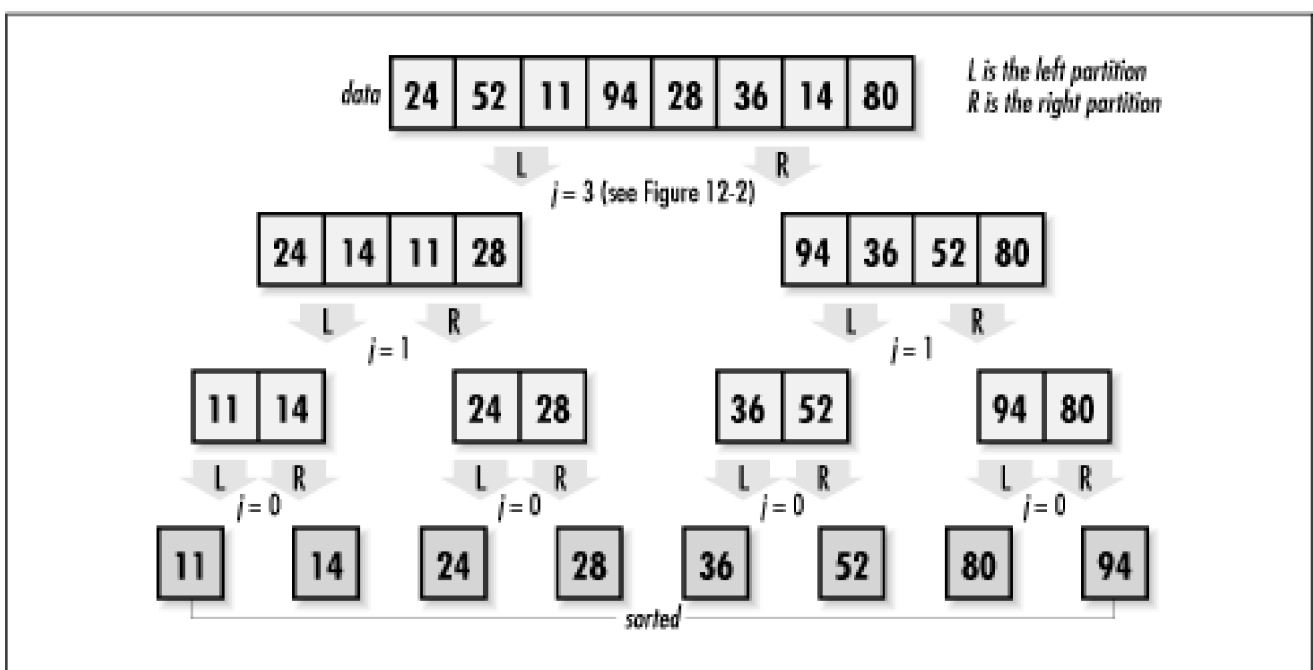 L is the left partition
R is the right partition
data 24 52 11 94 28 36 14 80
L R
j = 3 (see Figure 12-2)
24 14 11 28 94 36 52 80
L R L R
j = 1 j = 1
11 14 24 28 36 52 94 80
L R L R L R L R
j = 0 j = 0 j = 0 j = 0
11 14 24 28 36 52 80 94
sorted